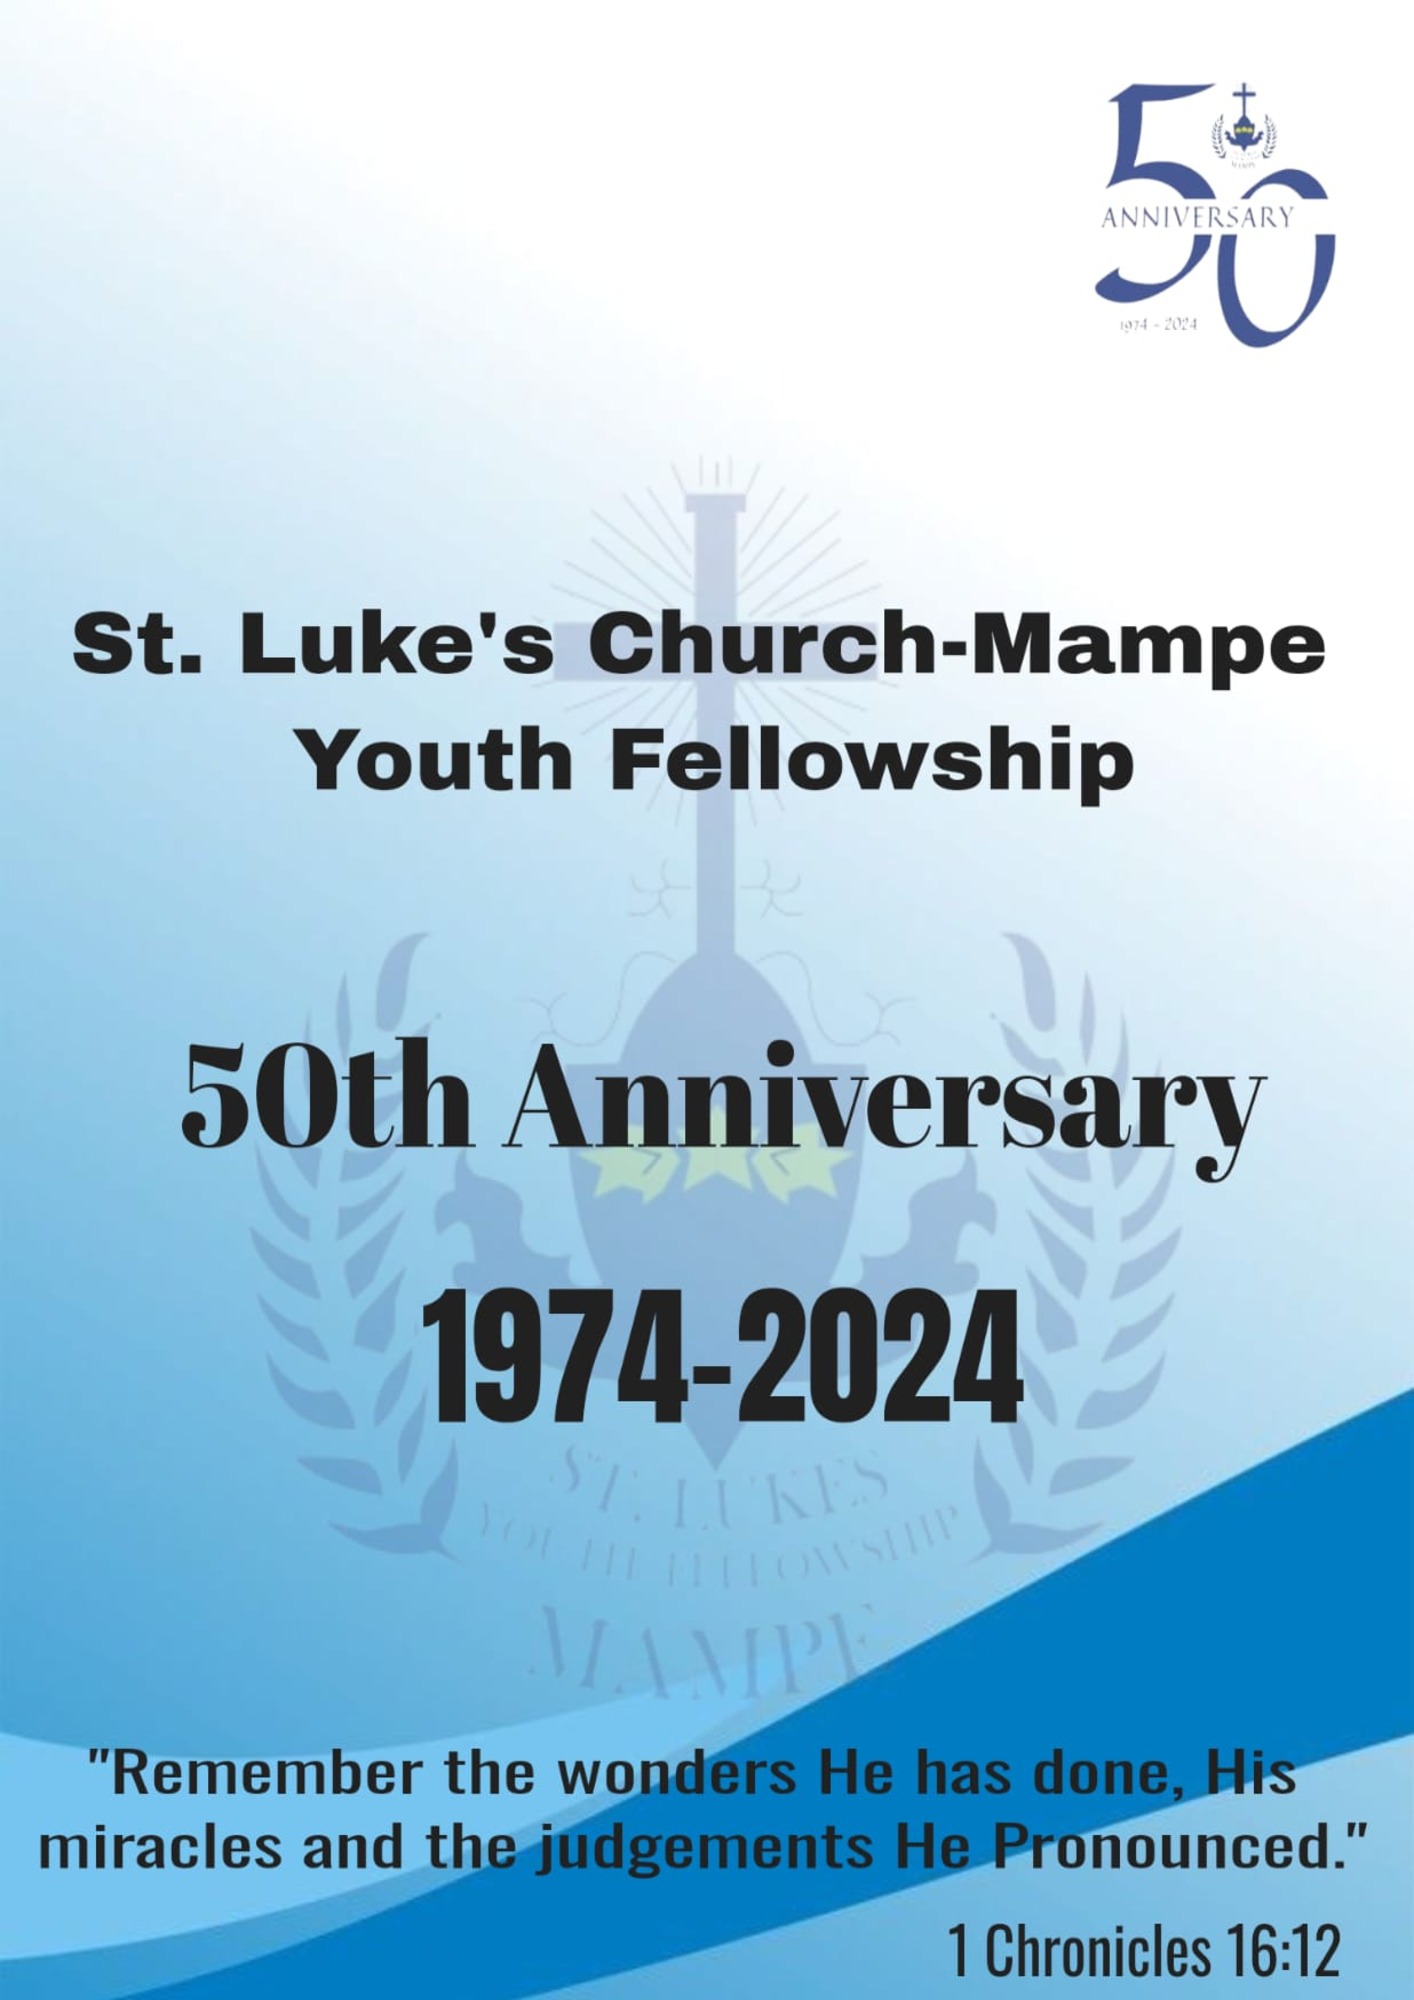 50
ANNIVERSARY
1974 - 2024
St. Luke's Church-Mampe
Youth Fellowship
50th Anniversary
1974-2024
ST. LUKES
YOUTH FELLOWSHIP
MAMPE
"Remember the wonders He has done, His
miracles and the judgements He Pronounced."
1 Chronicles 16:12